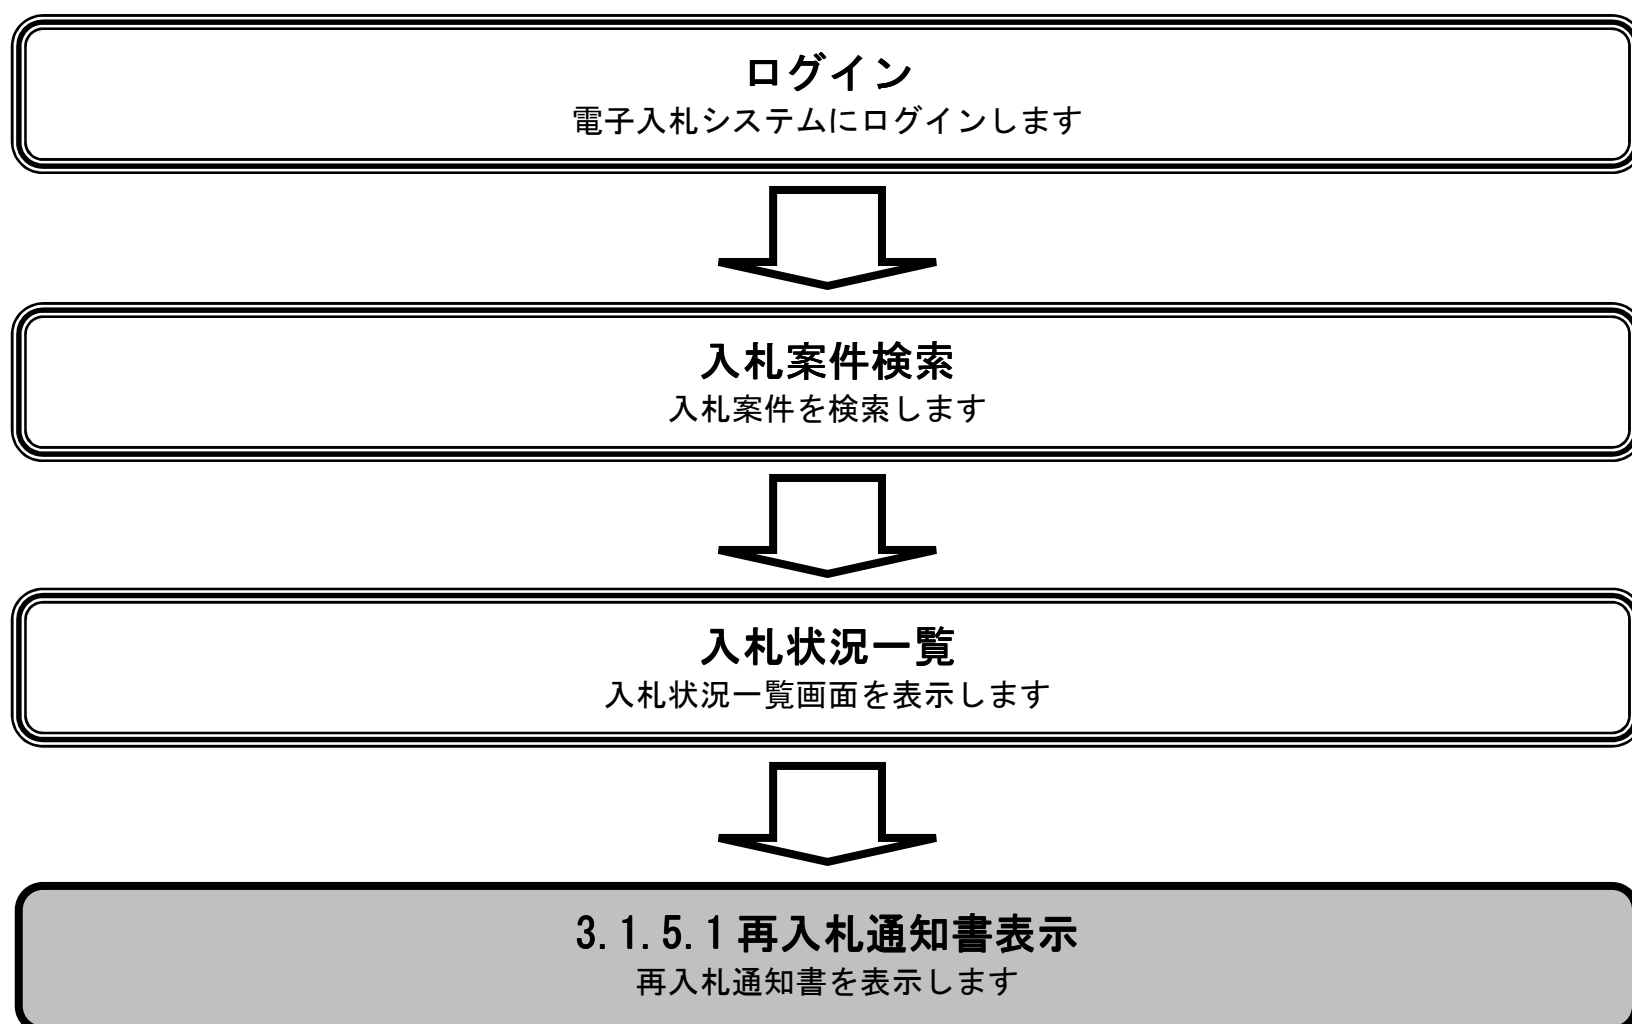 ログイン
電子入札システムにログインします
入札案件検索
入札案件を検索します
入札状況一覧
入札状況一覧画面を表示します
3.1.5.1 再入札通知書表示
再入札通知書を表示します